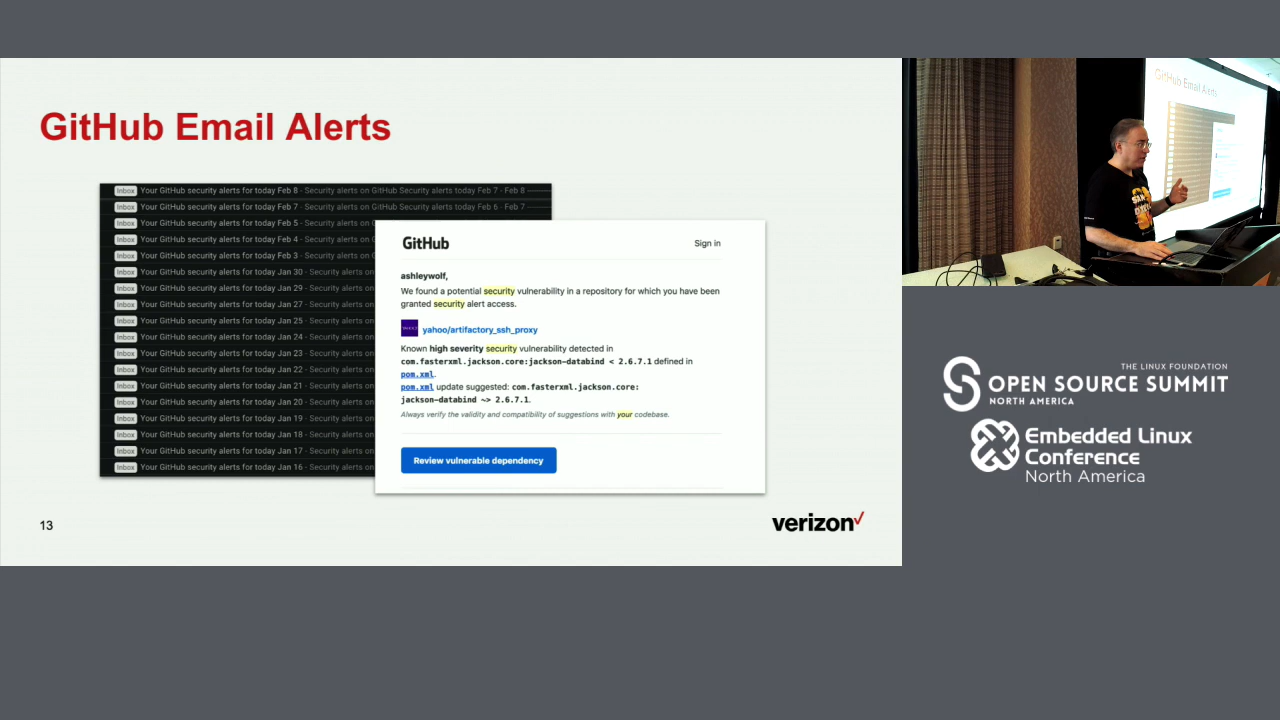 GitHub Email Alerts
Inbox Your GitHub security alerts for today Feb 8 - Security alerts on GitHub Security alerts today Feb 7 - Feb 8
Inbox Your GitHub security alerts for today Feb 7 - Security alerts on GitHub Security alerts today Feb 6 - Feb 7
Inbox Your GitHub security alerts for today Feb 5 - Security alerts on
Inbox Your GitHub security alerts for today Feb 4 - Security alerts on
Inbox Your GitHub security alerts for today Feb 3 - Security alerts on
Inbox Your GitHub security alerts for today Jan 30 - Security alerts on
Inbox Your GitHub security alerts for today Jan 29 - Security alerts on
Inbox Your GitHub security alerts for today Jan 27 - Security alerts on
Inbox Your GitHub security alerts for today Jan 25 - Security alerts on
Inbox Your GitHub security alerts for today Jan 24 - Security alerts on
Inbox Your GitHub security alerts for today Jan 23 - Security alerts on
Inbox Your GitHub security alerts for today Jan 22 - Security alerts on
Inbox Your GitHub security alerts for today Jan 21 - Security alerts on
Inbox Your GitHub security alerts for today Jan 20 - Security alerts on
Inbox Your GitHub security alerts for today Jan 19 - Security alerts on
Inbox Your GitHub security alerts for today Jan 18 - Security alerts on
Inbox Your GitHub security alerts for today Jan 17 - Security alerts on
Inbox Your GitHub security alerts for today Jan 16 - Security alerts on
GitHub
Sign in
ashleywolf,
We found a potential security vulnerability in a repository for which you have been
granted security alert access.
yahoo/artifactory_ssh_proxy
Known high severity security vulnerability detected in
com.fasterxml.jackson.core:jackson-databind < 2.6.7.1 defined in
pom.xml.
pom.xml update suggested: com.fasterxml.jackson.core:
jackson-databind ~> 2.6.7.1.
Always verify the validity and compatibility of suggestions with your codebase.
Review vulnerable dependency
13
verizon
GitHub Email Alerts
THE LINUX FOUNDATION
OPEN SOURCE SUMMIT
NORTH AMERICA
Embedded Linux
Conference
North America